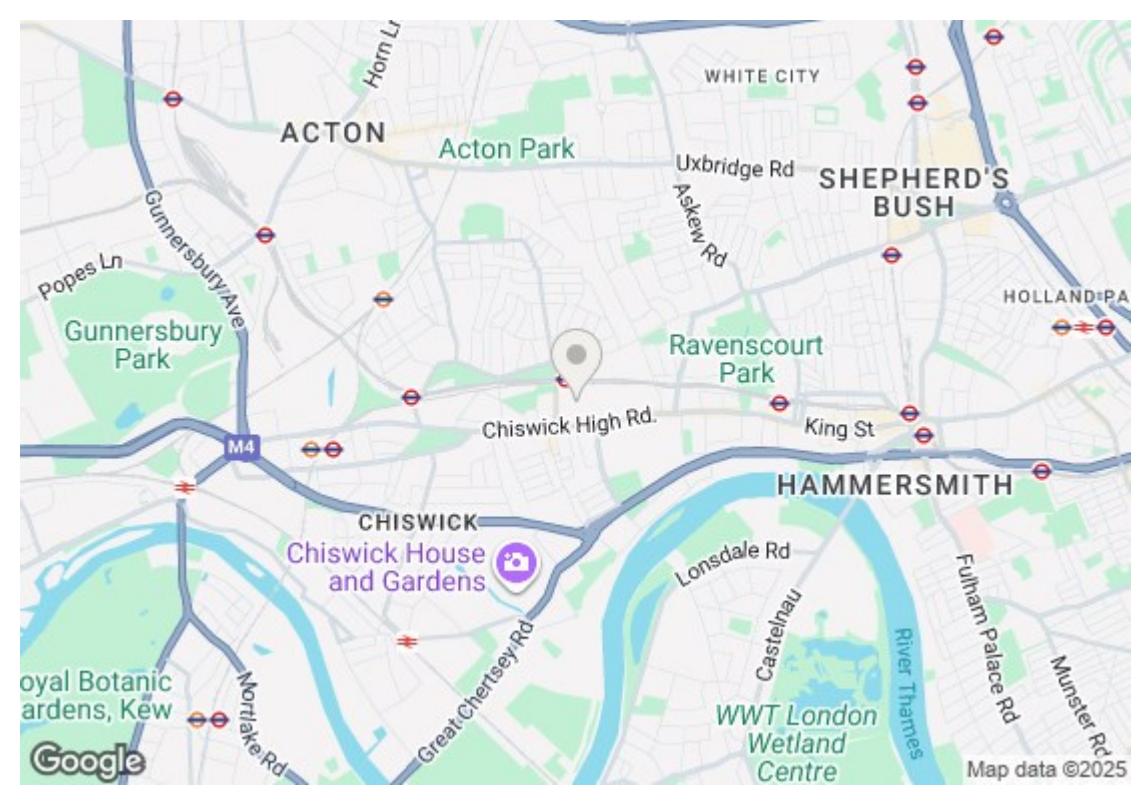 Horn Ln
WHITE CITY
ACTON
Acton Park
Uxbridge Rd
SHEPHERD'S
BUSH
Askew Rd
Gunnersbury Ave
Popes Ln
HOLLAND PA
Gunnersbury
Park
Ravenscourt
Park
Chiswick High Rd.
King St
M4
HAMMERSMITH
CHISWICK
Chiswick House
and Gardens
Lonsdale Rd
Fulham Palace Rd
Castelnau
River Thames
Great Chertsey Rd
Munster Rd
oyal Botanic
ardens, Kew
Mortlake Rd
WWT London
Wetland
Centre
Google
Map data ©2025